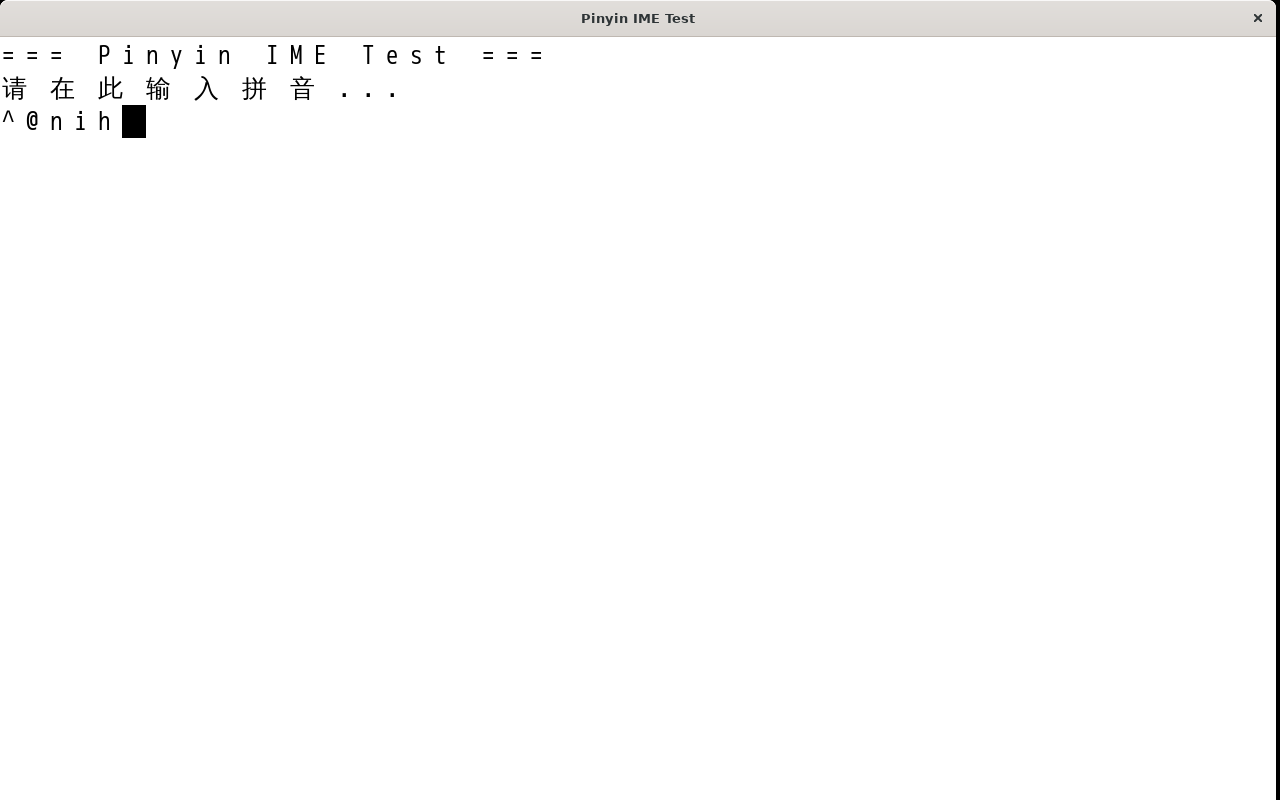 Pinyin IME Test
=== Pinyin IME Test ===
请在此输入拼音...
^@nih